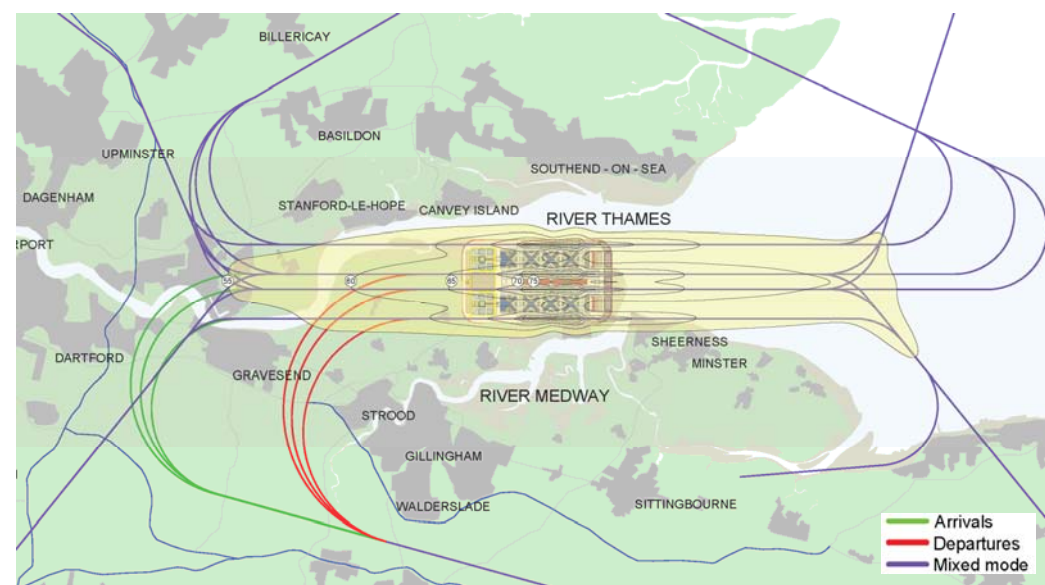 BILLERICAY
BASILDON
UPMINSTER
SOUTHEND - ON - SEA
DAGENHAM
STANFORD-LE-HOPE
CANVEY ISLAND
RIVER THAMES
RPORT
55
60
65
70
75
SHEERNESS
DARTFORD
MINSTER
GRAVESEND
RIVER MEDWAY
STROOD
GILLINGHAM
WALDERSLADE
SITTINGBOURNE
Arrivals
Departures
Mixed mode